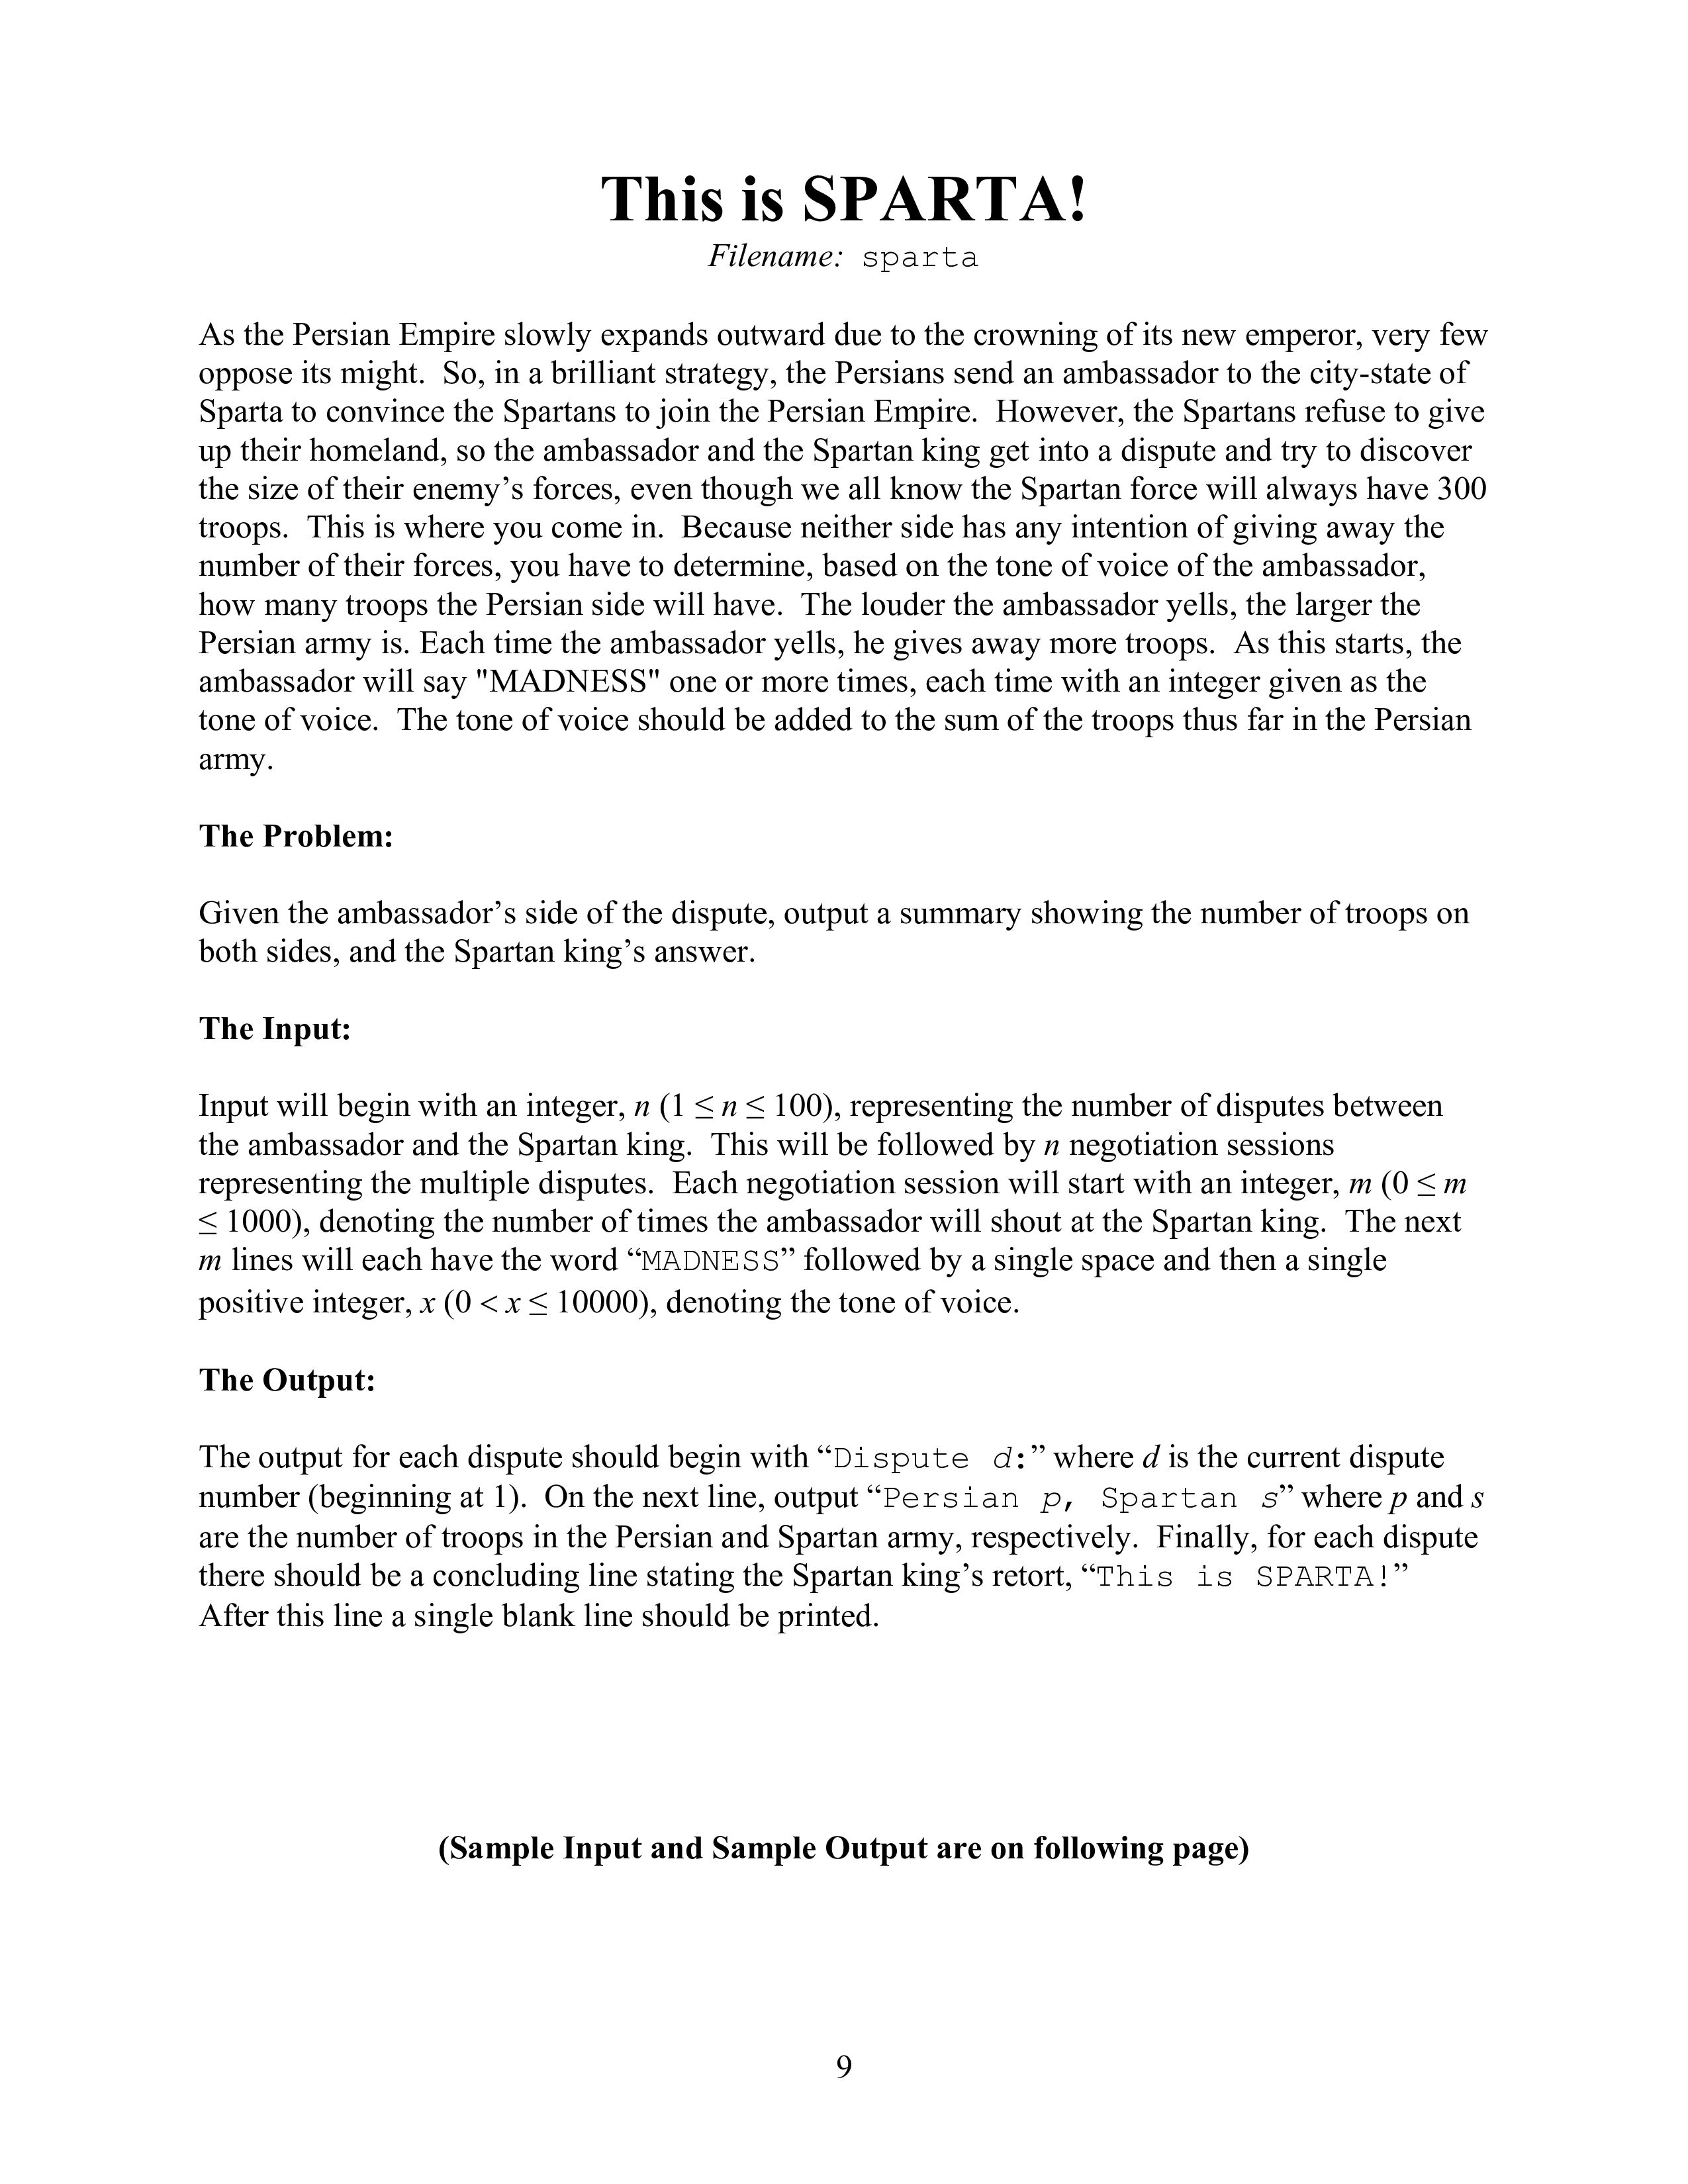 This is SPARTA!
Filename: sparta
As the Persian Empire slowly expands outward due to the crowning of its new emperor, very few
oppose its might.  So, in a brilliant strategy, the Persians send an ambassador to the city-state of
Sparta to convince the Spartans to join the Persian Empire.  However, the Spartans refuse to give
up their homeland, so the ambassador and the Spartan king get into a dispute and try to discover
the size of their enemy’s forces, even though we all know the Spartan force will always have 300
troops.  This is where you come in.  Because neither side has any intention of giving away the
number of their forces, you have to determine, based on the tone of voice of the ambassador,
how many troops the Persian side will have.  The louder the ambassador yells, the larger the
Persian army is. Each time the ambassador yells, he gives away more troops.  As this starts, the
ambassador will say "MADNESS" one or more times, each time with an integer given as the
tone of voice.  The tone of voice should be added to the sum of the troops thus far in the Persian
army.
The Problem:
Given the ambassador’s side of the dispute, output a summary showing the number of troops on
both sides, and the Spartan king’s answer.
The Input:
Input will begin with an integer, n (1 ≤ n ≤ 100), representing the number of disputes between
the ambassador and the Spartan king.  This will be followed by n negotiation sessions
representing the multiple disputes.  Each negotiation session will start with an integer, m (0 ≤ m
≤ 1000), denoting the number of times the ambassador will shout at the Spartan king.  The next
m lines will each have the word “MADNESS” followed by a single space and then a single
positive integer, x (0 < x ≤ 10000), denoting the tone of voice.
The Output:
The output for each dispute should begin with “Dispute d:” where d is the current dispute
number (beginning at 1).  On the next line, output “Persian p, Spartan s” where p and s
are the number of troops in the Persian and Spartan army, respectively.  Finally, for each dispute
there should be a concluding line stating the Spartan king’s retort, “This is SPARTA!”
After this line a single blank line should be printed.
(Sample Input and Sample Output are on following page)
9